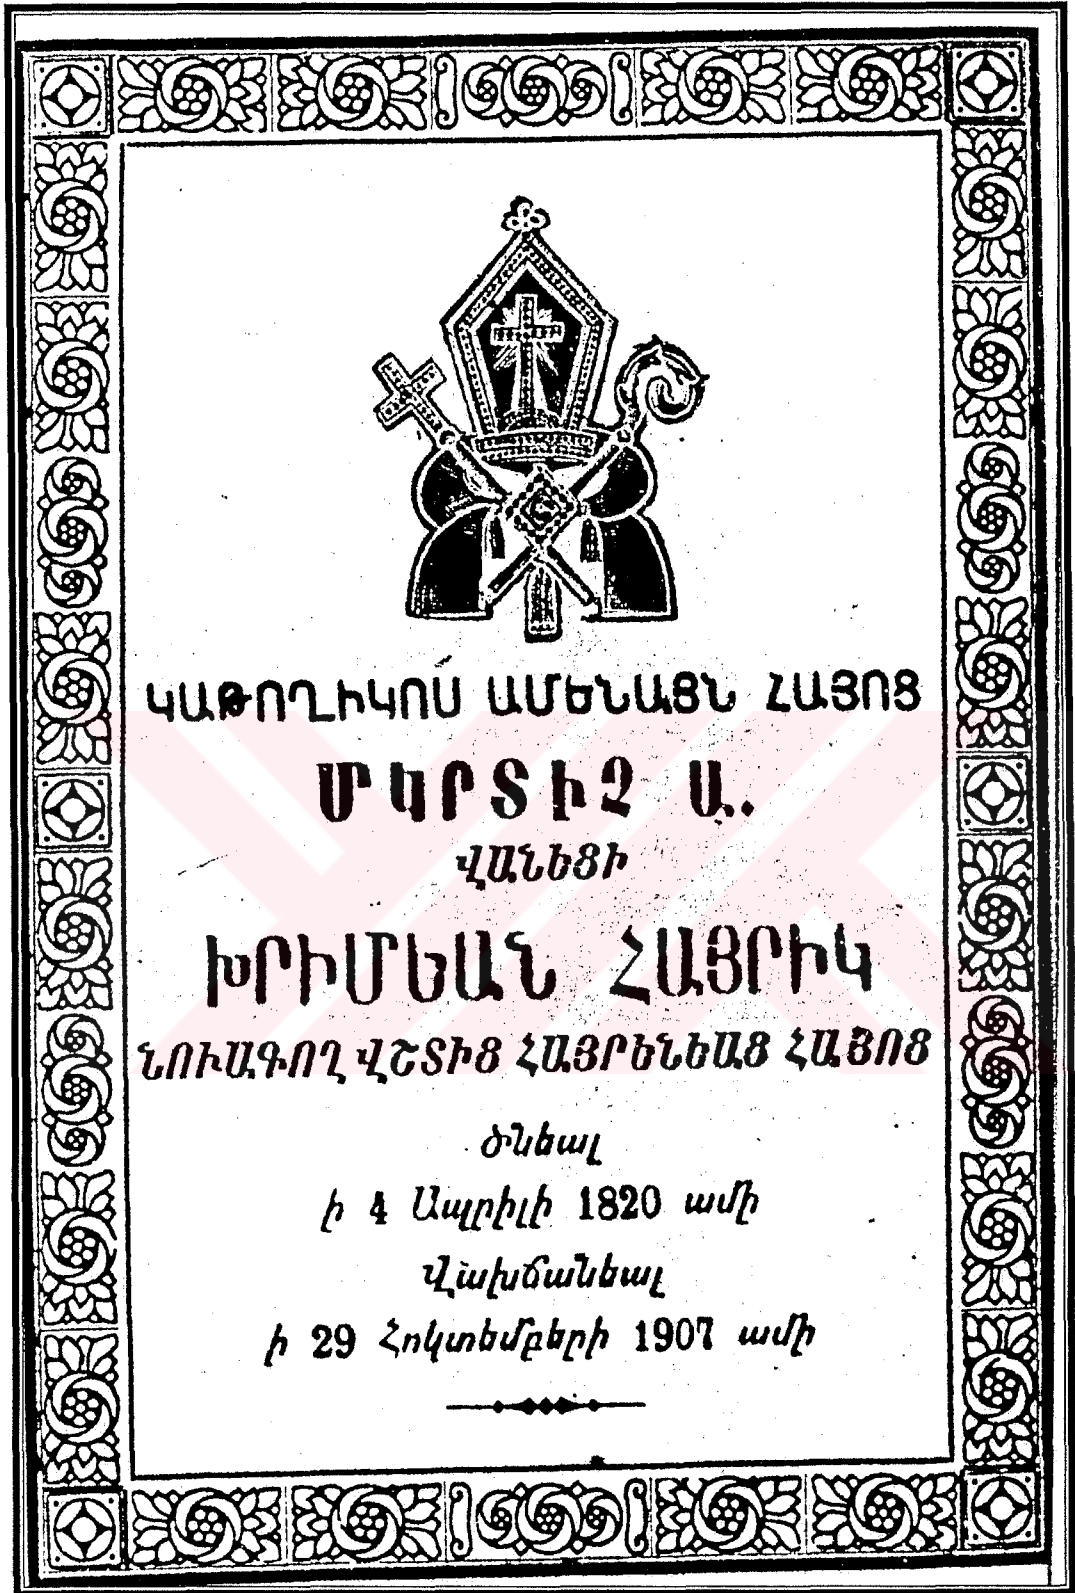 ԿԱԹՈՂԻԿՈՍ ԱՄԵՆԱՅՆ ՀԱՅՈՑ
ՄԿՐՏԻՉ Ա.
ՎԱՆԵՑԻ
ԽՐԻՄԵԱՆ ՀԱՅՐԻԿ
ՆՈՒԱԳՈՂ ՎՇՏԻՑ ՀԱՅՐԵՆԵԱՑ ՀԱՅՈՑ
ծնեալ
ի 4 Ապրիլի 1820 ամի
Վախճանեալ
ի 29 Հոկտեմբերի 1907 ամի